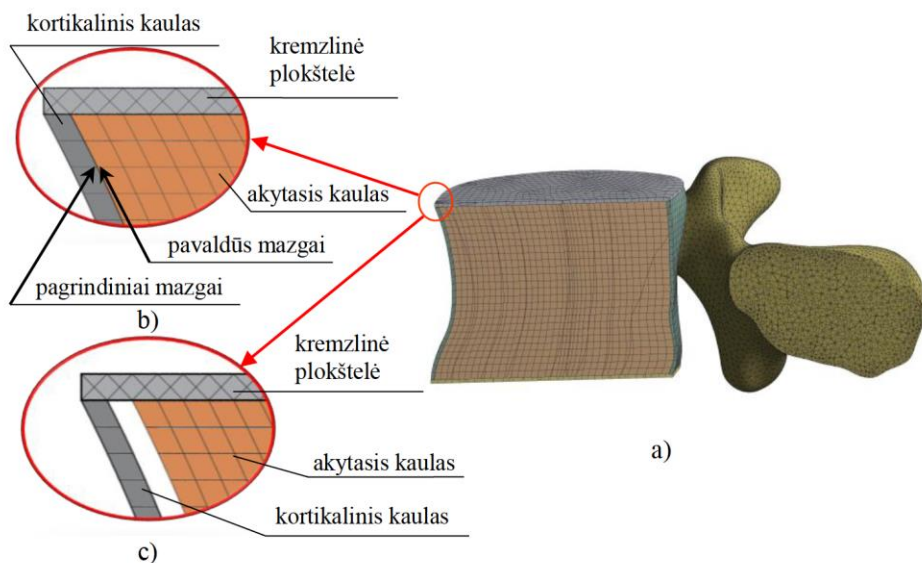 kortikalinis kaulas
kremzlinė
plokštelė
akytasis kaulas
pavaldūs mazgai
pagrindiniai mazgai
b)
kremzlinė
plokštelė
akytasis kaulas
kortikalinis kaulas
c)
a)